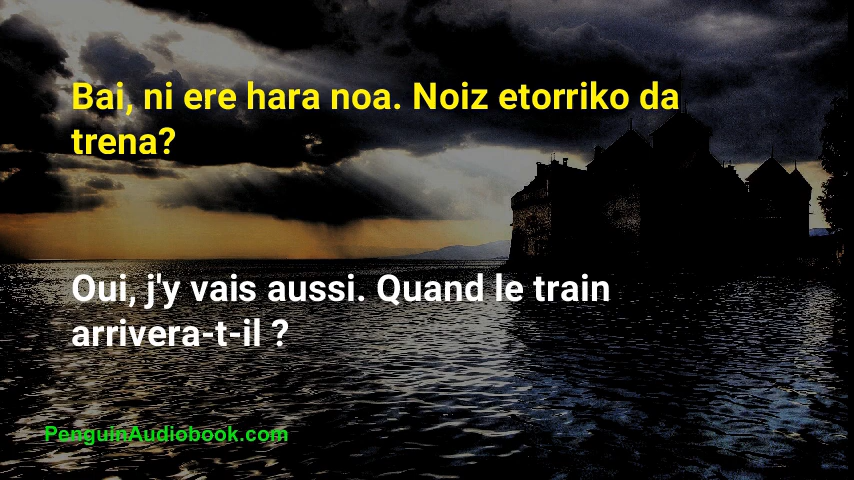 Bai, ni ere hara noa. Noiz etorriko da
trena?
Oui, j'y vais aussi. Quand le train
arrivera-t-il ?
PenguinAudiobook.com